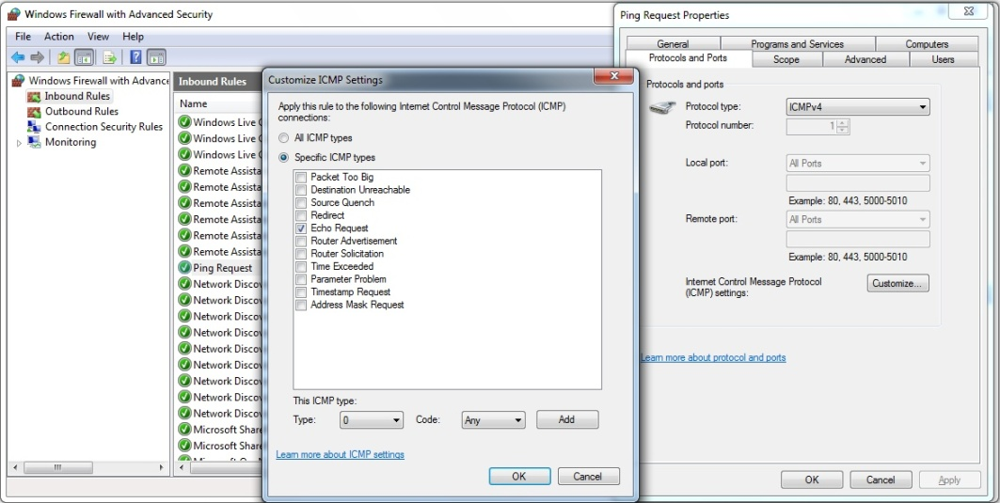 Windows Firewall with Advanced Security
File Action View Help
Windows Firewall with Advance
Inbound Rules
Outbound Rules
Connection Security Rules
Monitoring
Inbound Rules
Name
Windows Live
Windows Live
Windows Live
Remote Assista
Remote Assista
Remote Assista
Remote Assista
Remote Assista
Remote Assista
Ping Request
Network Discov
Network Discov
Network Discov
Network Discov
Network Discov
Network Discov
Network Discov
Network Discov
Network Discov
Microsoft Share
Microsoft Share
Customize ICMP Settings
Apply this rule to the following Internet Control Message Protocol (ICMP)
connections:
All ICMP types
Specific ICMP types
Packet Too Big
Destination Unreachable
Source Quench
Redirect
Echo Request
Router Advertisement
Router Solicitation
Time Exceeded
Parameter Problem
Timestamp Request
Address Mask Request
This ICMP type:
Type: 0 Code: Any Add
Learn more about ICMP settings
OK Cancel
Ping Request Properties
General Programs and Services Computers
Protocols and Ports Scope Advanced Users
Protocols and ports
Protocol type: ICMPv4
Protocol number: 1
Local port: All Ports
Example: 80, 443, 5000-5010
Remote port: All Ports
Example: 80, 443, 5000-5010
Internet Control Message Protocol
(ICMP) settings: Customize...
Learn more about protocol and ports
OK Cancel Apply